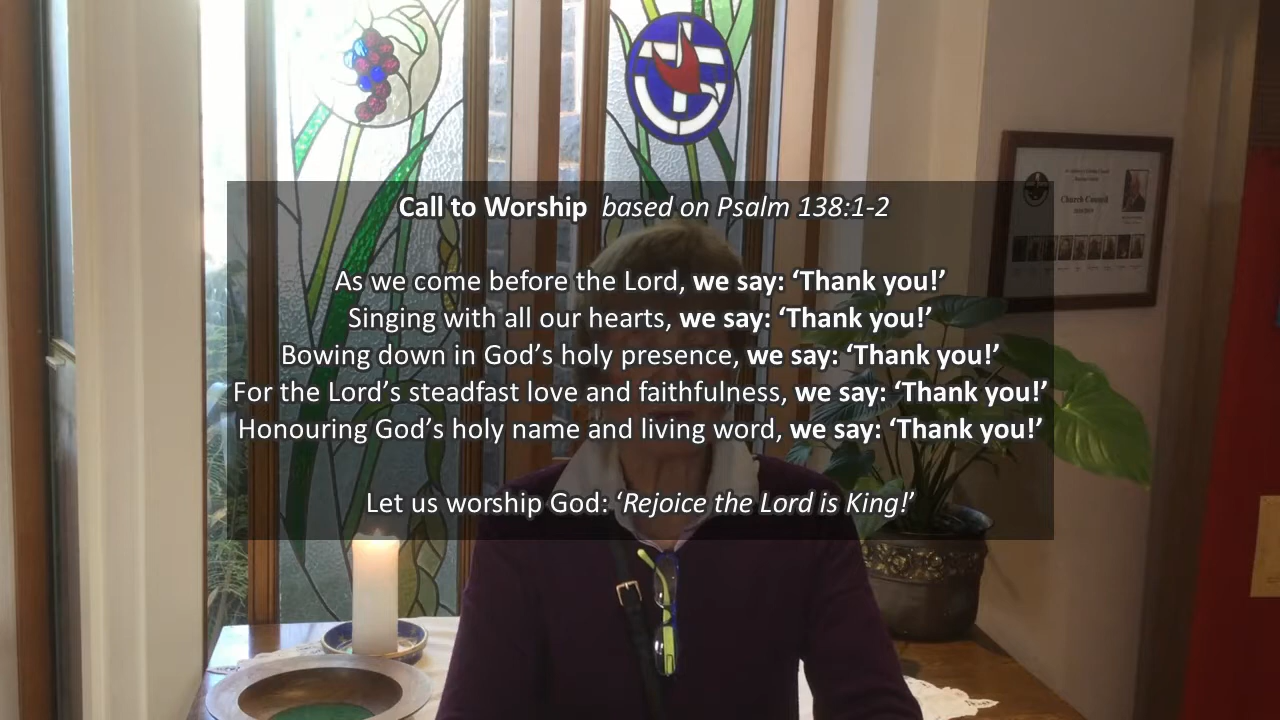 Call to Worship based on Psalm 138:1-2
As we come before the Lord, we say: ‘Thank you!’
Singing with all our hearts, we say: ‘Thank you!’
Bowing down in God’s holy presence, we say: ‘Thank you!’
For the Lord’s steadfast love and faithfulness, we say: ‘Thank you!’
Honouring God’s holy name and living word, we say: ‘Thank you!’
Let us worship God: ‘Rejoice the Lord is King!’
Church Council